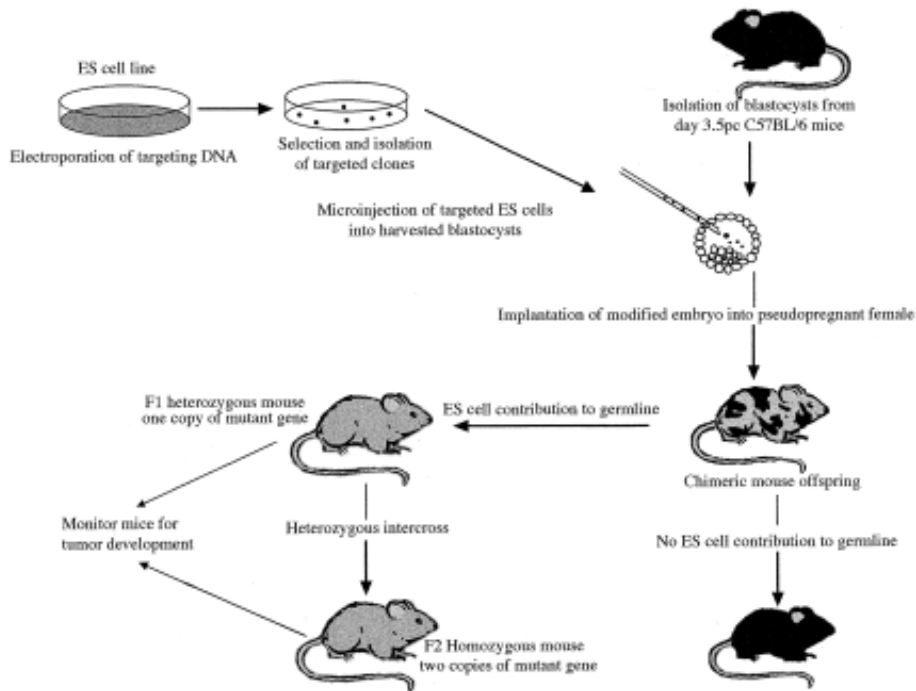 ES cell line
Electroporation of targeting DNA
Selection and isolation
of targeted clones
Isolation of blastocysts from
day 3.5pc C57BL/6 mice
Microinjection of targeted ES cells
into harvested blastocysts
Implantation of modified embryo into pseudopregnant female
F1 heterozygous mouse
one copy of mutant gene
ES cell contribution to germline
Chimeric mouse offspring
Monitor mice for
tumor development
Heterozygous intercross
No ES cell contribution to germline
F2 Homozygous mouse
two copies of mutant gene